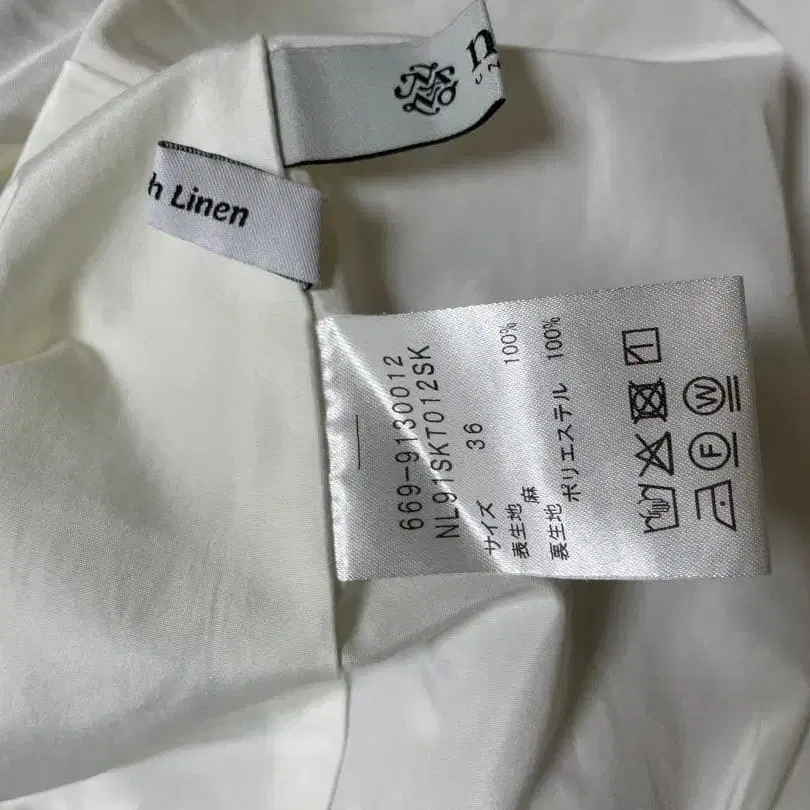 h Linen
669-9130012
NL91SKT012SK
サイズ 36
表生地
麻 100%
裏生地
ポリエステル 100%
F
W